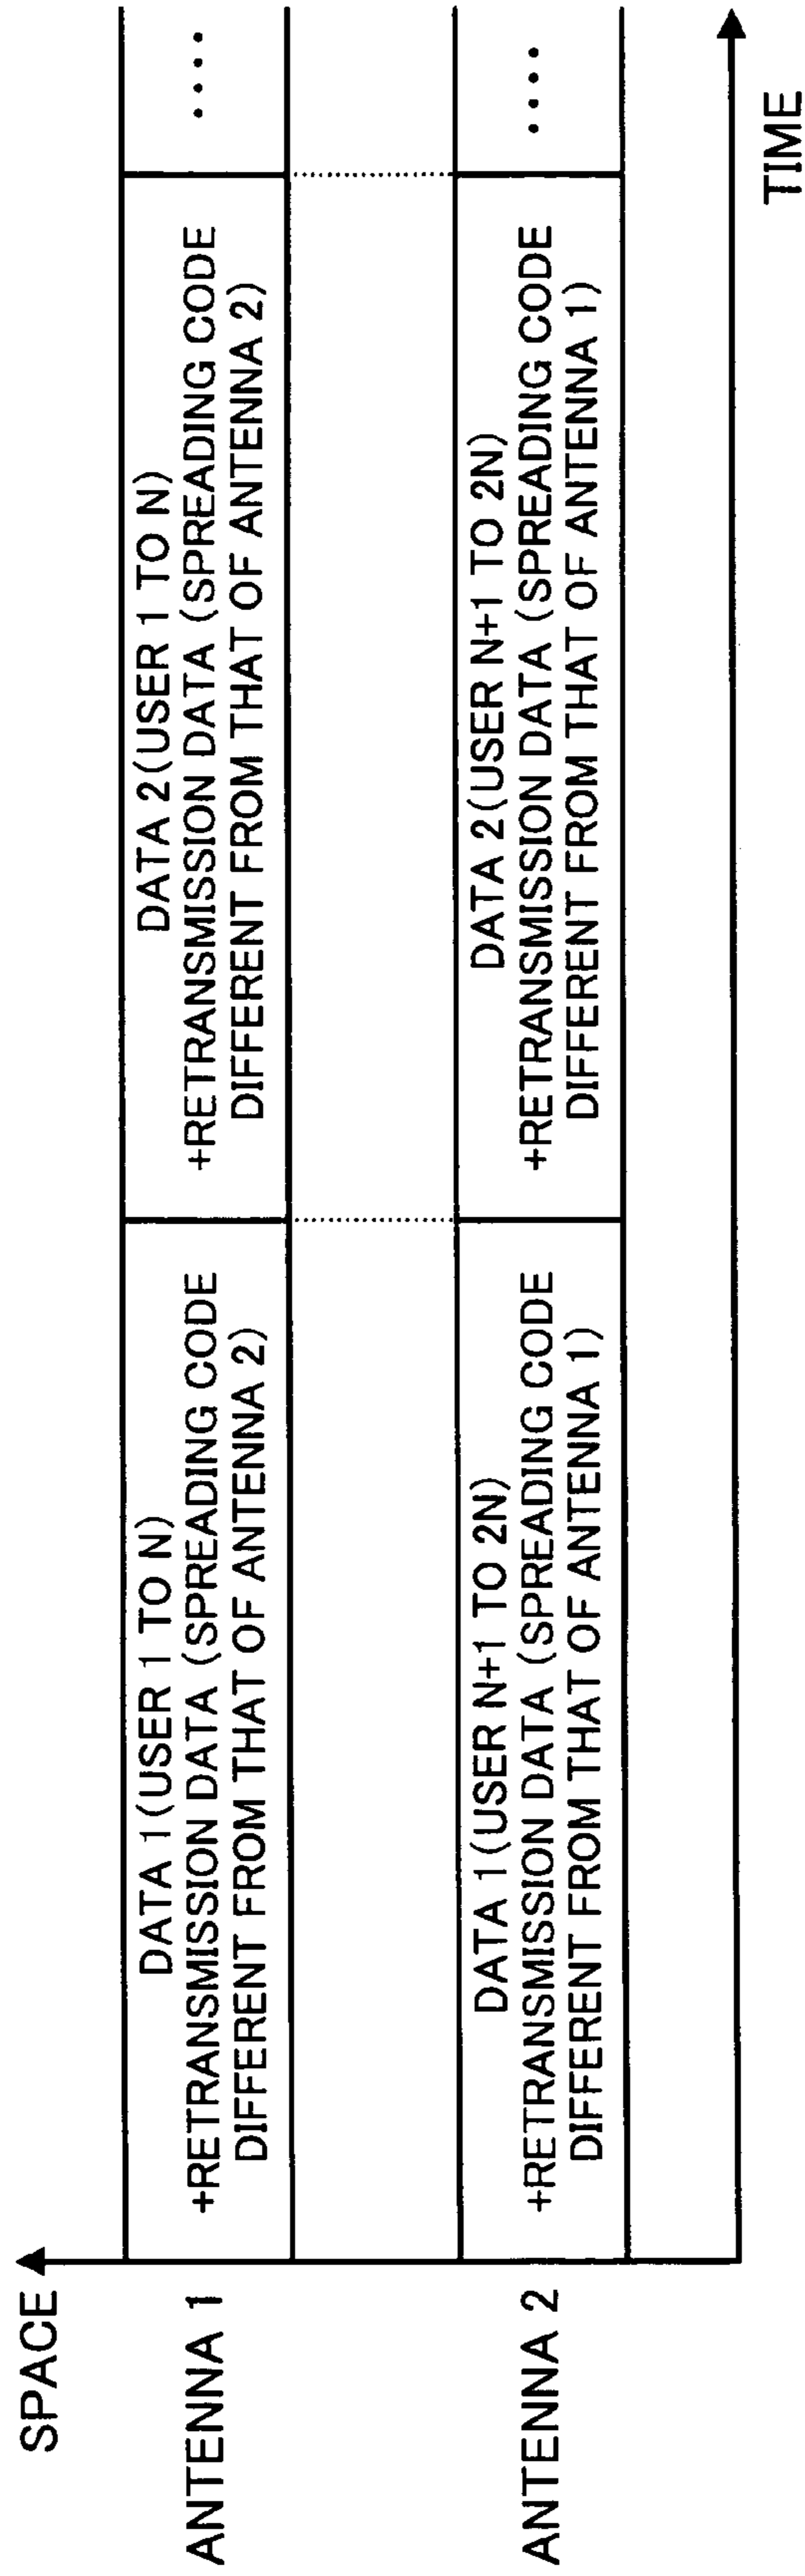 SPACE
ANTENNA 1
DATA 1(USER 1 TO N)
+RETRANSMISSION DATA (SPREADING CODE
DIFFERENT FROM THAT OF ANTENNA 2)
DATA 2(USER 1 TO N)
+RETRANSMISSION DATA (SPREADING CODE
DIFFERENT FROM THAT OF ANTENNA 2)
....
ANTENNA 2
DATA 1(USER N+1 TO 2N)
+RETRANSMISSION DATA (SPREADING CODE
DIFFERENT FROM THAT OF ANTENNA 1)
DATA 2(USER N+1 TO 2N)
+RETRANSMISSION DATA (SPREADING CODE
DIFFERENT FROM THAT OF ANTENNA 1)
....
TIME